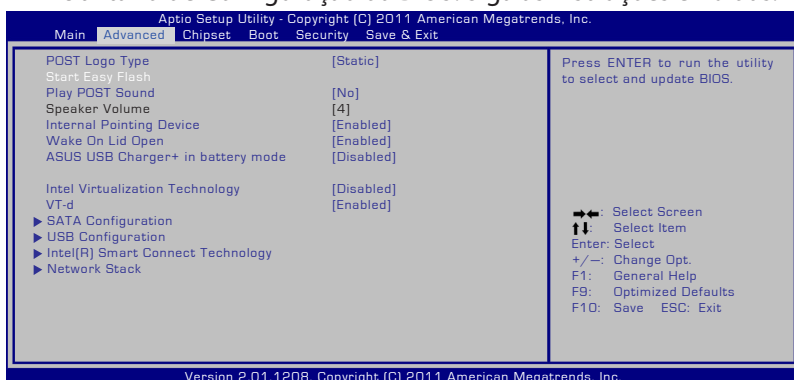 Aptio Setup Utility - Copyright (C) 2011 American Megatrends, Inc.
Main Advanced Chipset Boot Security Save & Exit
POST Logo Type [Static]
Start Easy Flash
Play POST Sound [No]
Speaker Volume [4]
Internal Pointing Device [Enabled]
Wake On Lid Open [Enabled]
ASUS USB Charger+ in battery mode [Disabled]
Intel Virtualization Technology [Disabled]
VT-d [Enabled]
SATA Configuration
USB Configuration
Intel(R) Smart Connect Technology
Network Stack
Press ENTER to run the utility
to select and update BIOS.
→←: Select Screen
↑↓: Select Item
Enter: Select
+/—: Change Opt.
F1: General Help
F9: Optimized Defaults
F10: Save ESC: Exit
Version 2.01.1208. Copyright (C) 2011 American Megatrends, Inc.